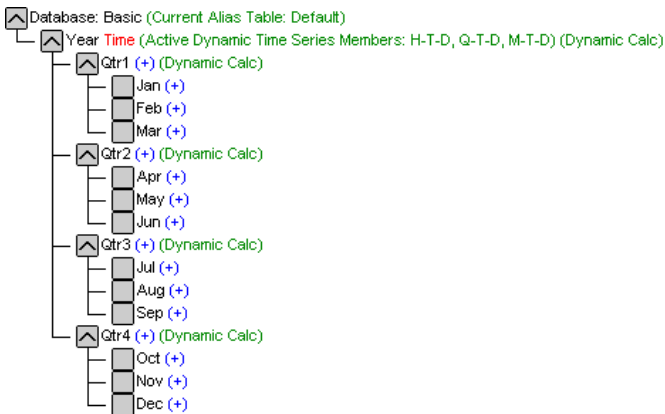 Database: Basic (Current Alias Table: Default)
Year Time (Active Dynamic Time Series Members: H-T-D, Q-T-D, M-T-D) (Dynamic Calc)
Qtr1 (+) (Dynamic Calc)
Jan (+)
Feb (+)
Mar (+)
Qtr2 (+) (Dynamic Calc)
Apr (+)
May (+)
Jun (+)
Qtr3 (+) (Dynamic Calc)
Jul (+)
Aug (+)
Sep (+)
Qtr4 (+) (Dynamic Calc)
Oct (+)
Nov (+)
Dec (+)